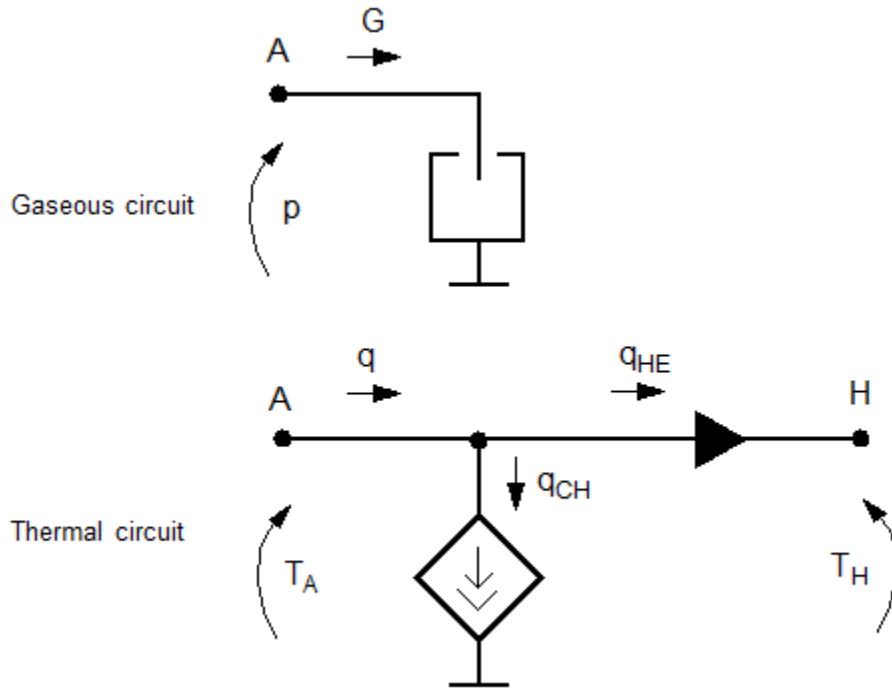 G
A
Gaseous circuit
p
q
qHE
A
H
qCH
Thermal circuit
TA
TH